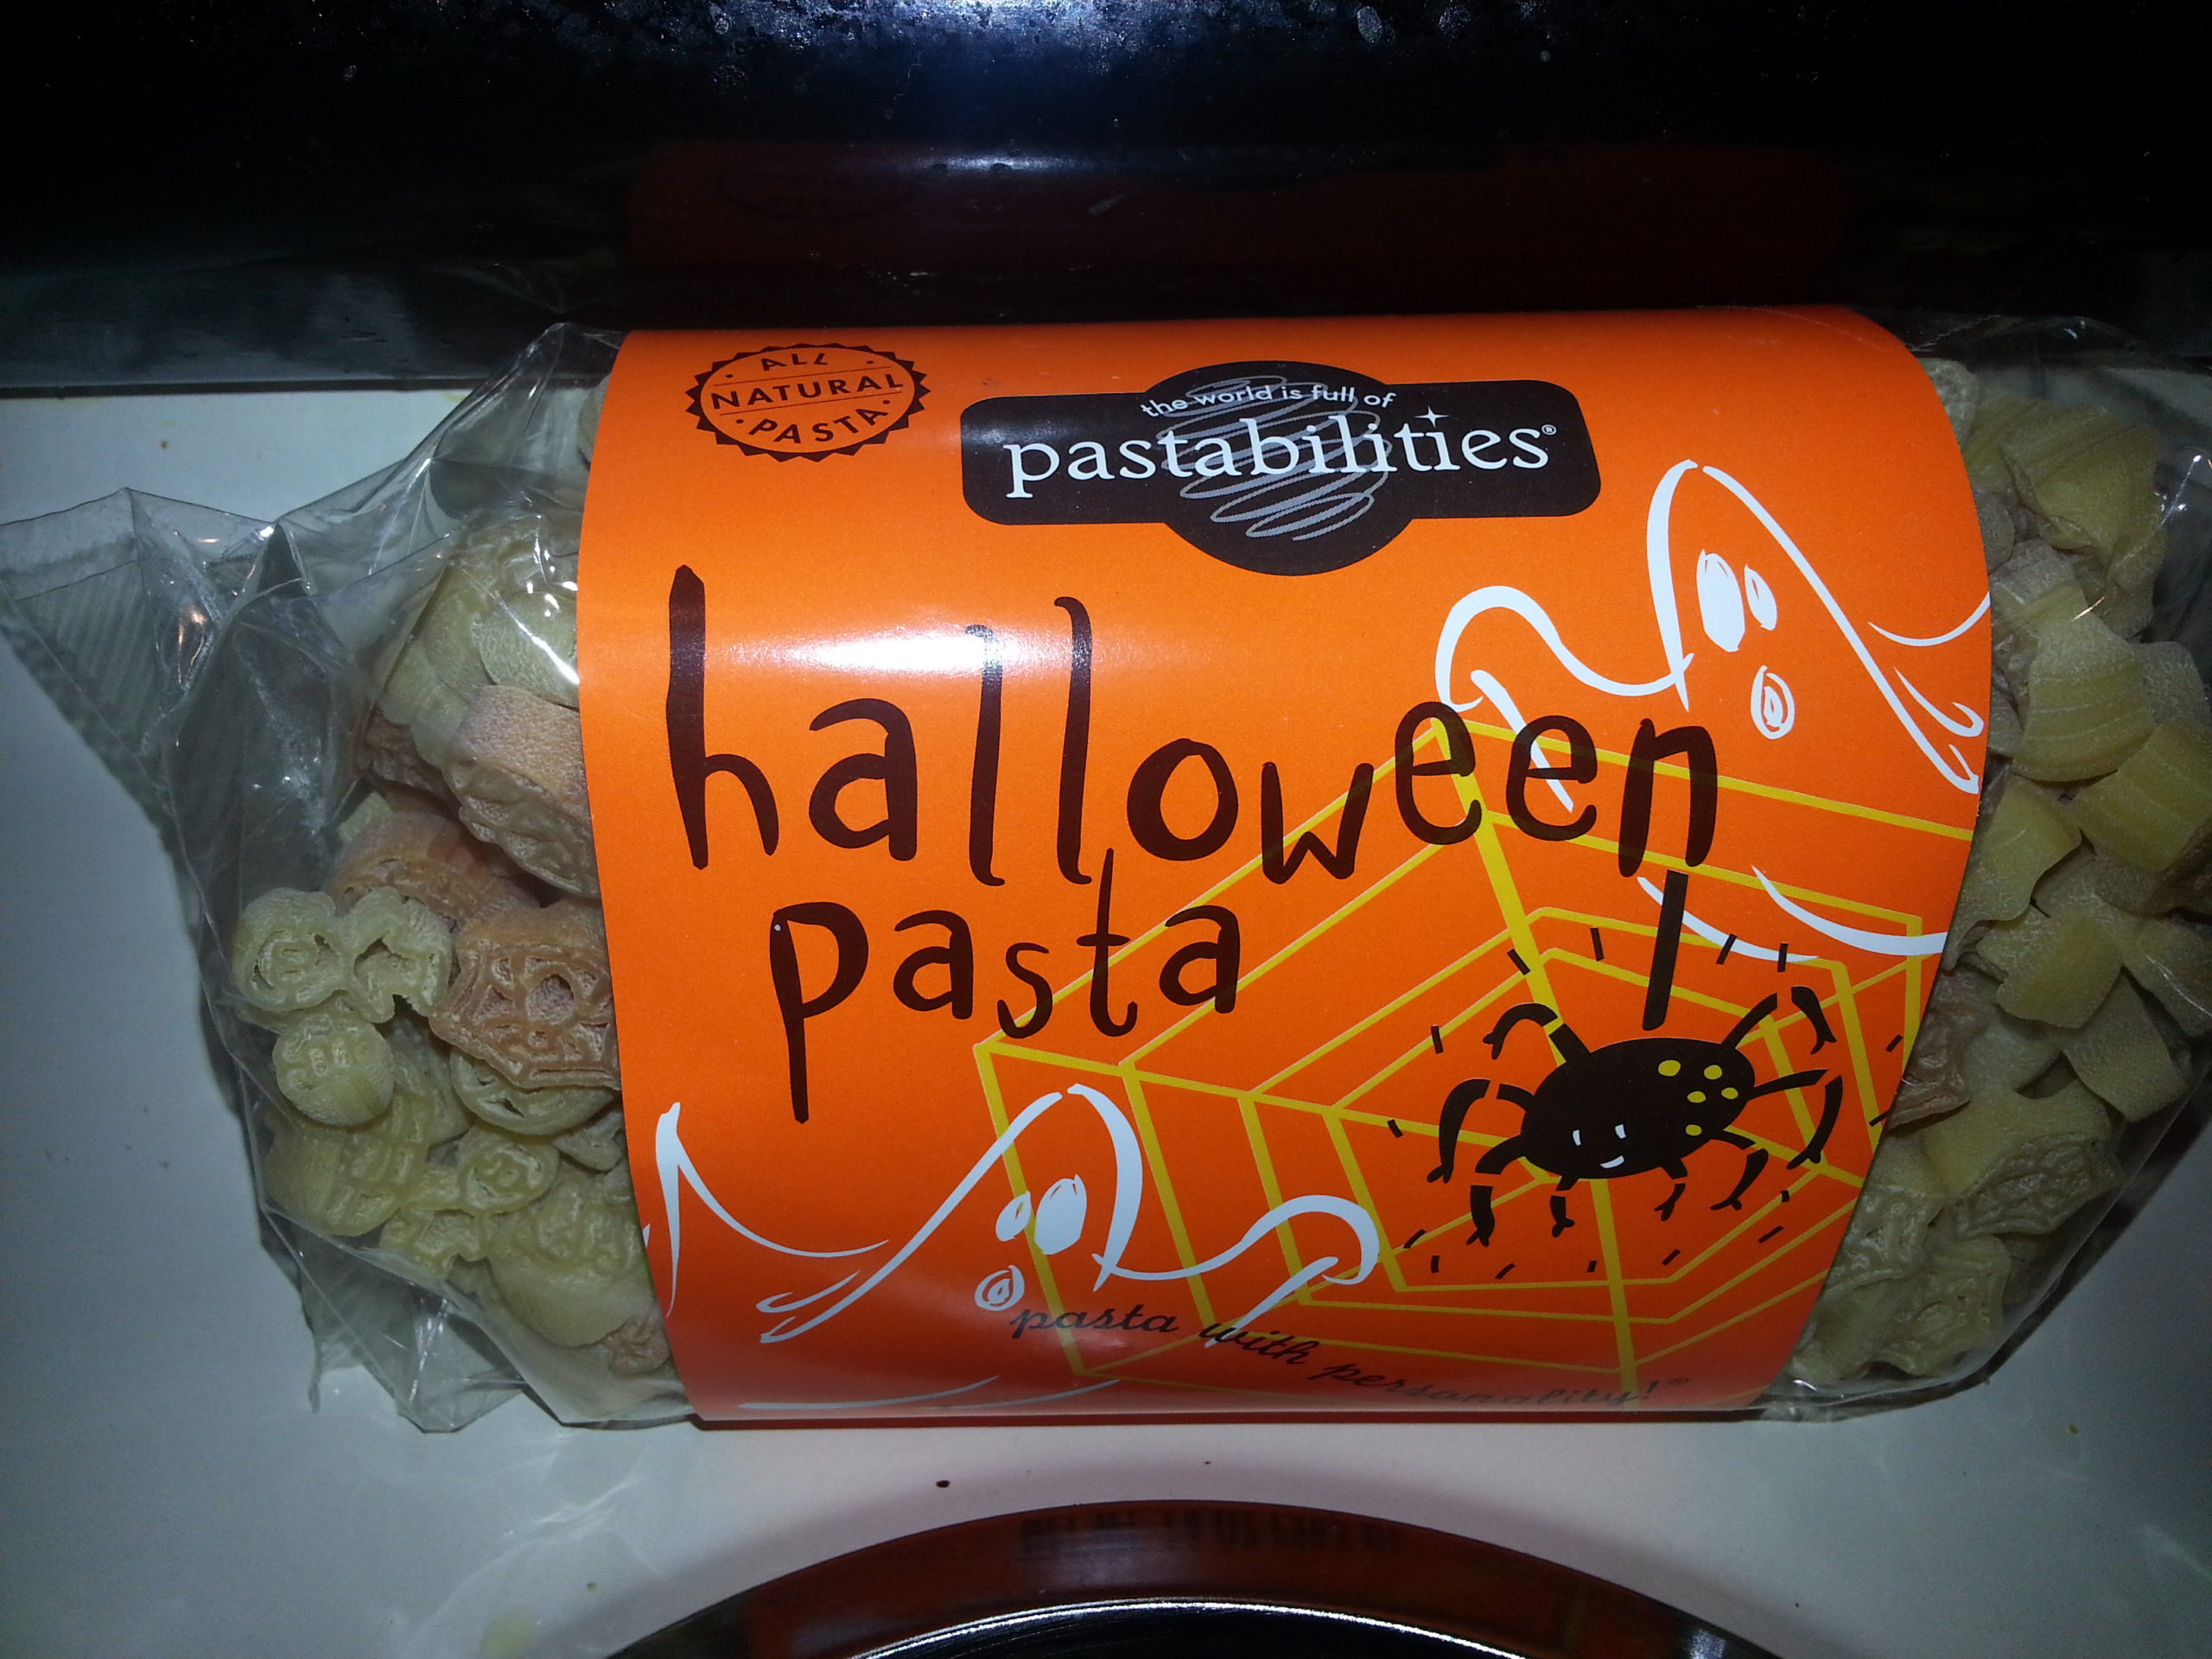 ALL
NATURAL
PASTA
the world is full of
pastabilities®
halloween
pasta
pasta with personality!®